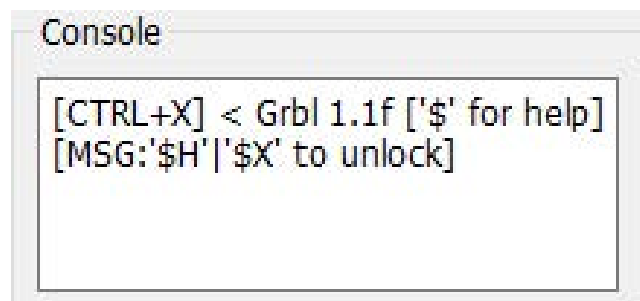 Console
[CTRL+X] < Grbl 1.1f ['$' for help]
[MSG:'$H'|'$X' to unlock]